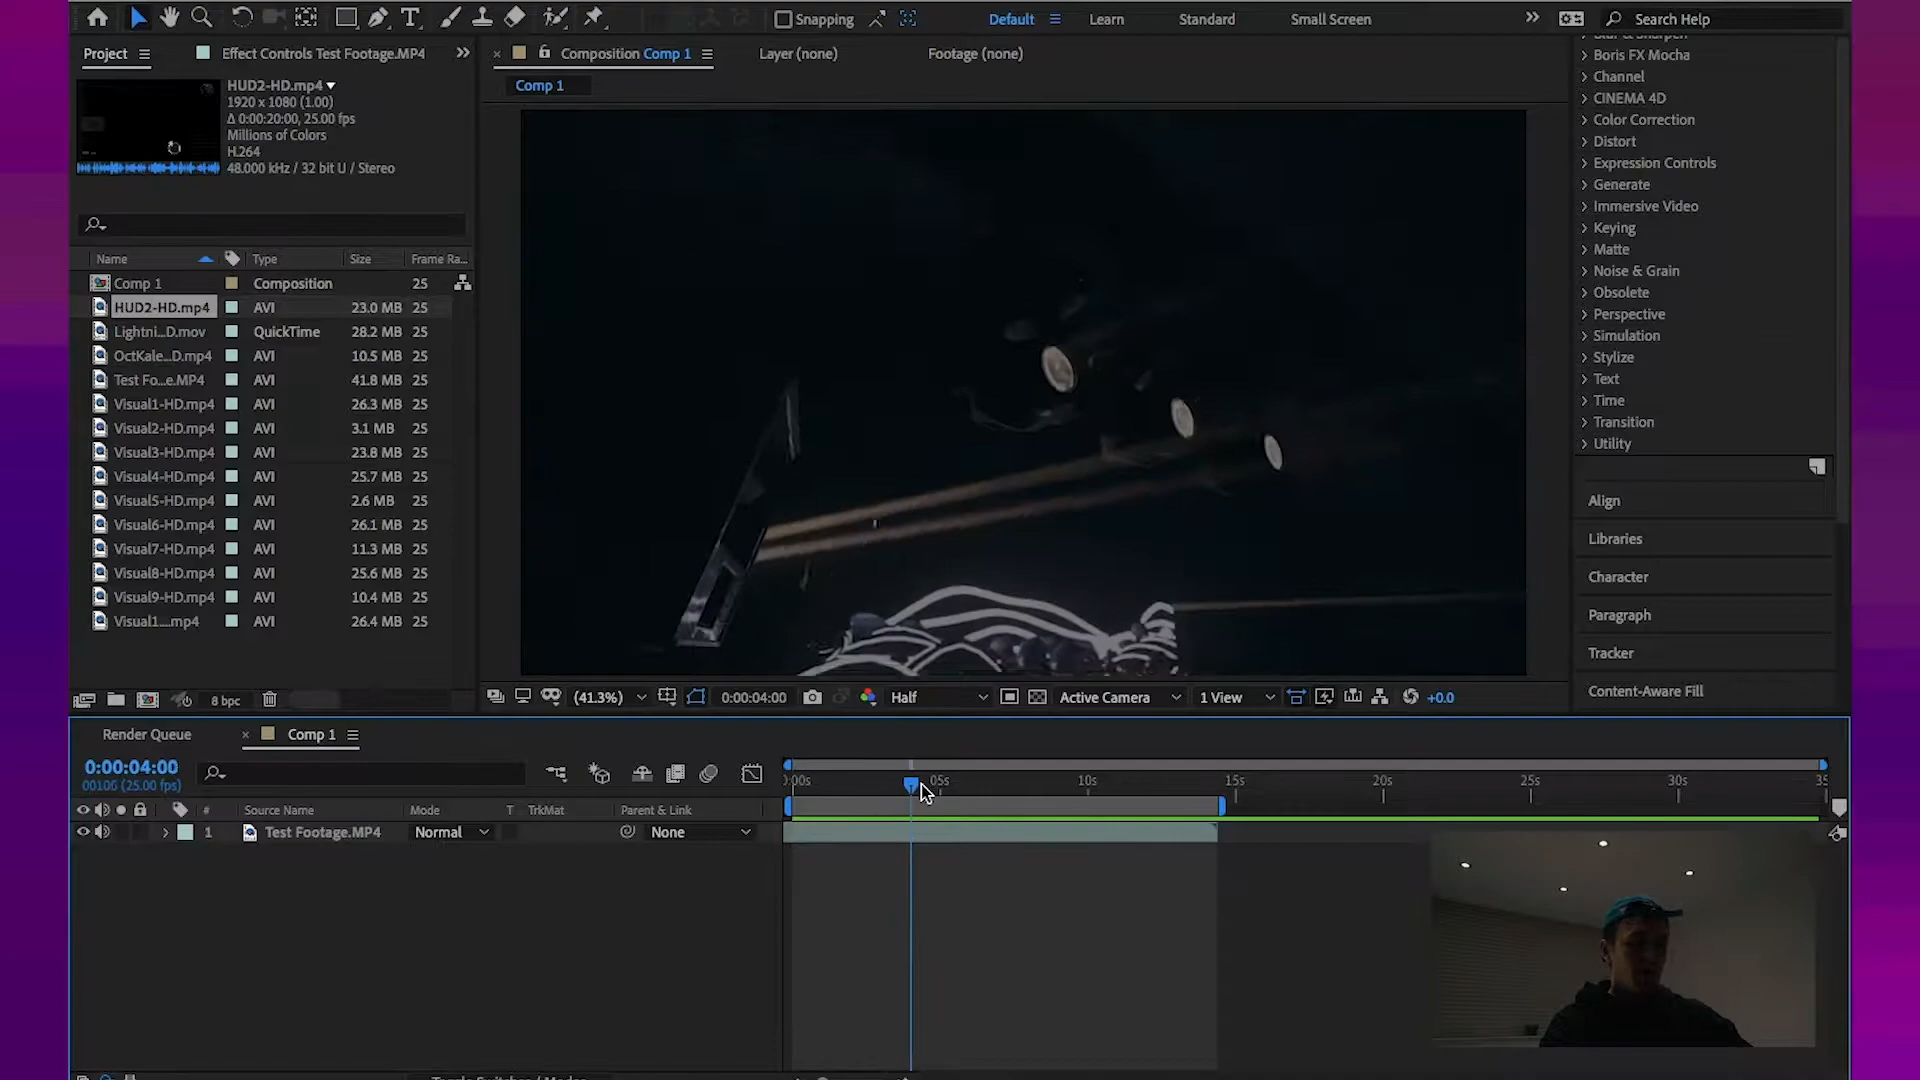 Snapping
Default
Learn
Standard
Small Screen
Search Help
Project
Effect Controls Test Footage.MP4
Composition Comp 1
Layer (none)
Footage (none)
Comp 1
HUD2-HD.mp4
1920 x 1080 (1.00)
Δ 0:00:20:00, 25.00 fps
Millions of Colors
H.264
48.000 kHz / 32 bit U / Stereo
Name Type Size Frame Ra...
Comp 1 Composition 25
HUD2-HD.mp4 AVI 23.0 MB 25
Lightni...D.mov QuickTime 28.2 MB 25
OctKale...D.mp4 AVI 10.5 MB 25
Test Fo...e.MP4 AVI 41.8 MB 25
Visual1-HD.mp4 AVI 26.3 MB 25
Visual2-HD.mp4 AVI 3.1 MB 25
Visual3-HD.mp4 AVI 23.8 MB 25
Visual4-HD.mp4 AVI 25.7 MB 25
Visual5-HD.mp4 AVI 2.6 MB 25
Visual6-HD.mp4 AVI 26.1 MB 25
Visual7-HD.mp4 AVI 11.3 MB 25
Visual8-HD.mp4 AVI 25.6 MB 25
Visual9-HD.mp4 AVI 10.4 MB 25
Visual1....mp4 AVI 26.4 MB 25
8 bpc
(41.3%)
0:00:04:00
Half
Active Camera
1 View
+0.0
Boris FX Mocha
Channel
CINEMA 4D
Color Correction
Distort
Expression Controls
Generate
Immersive Video
Keying
Matte
Noise & Grain
Obsolete
Perspective
Simulation
Stylize
Text
Time
Transition
Utility
Align
Libraries
Character
Paragraph
Tracker
Content-Aware Fill
Render Queue
Comp 1
0:00:04:00
00100 (25.00 fps)
# Source Name Mode T TrkMat Parent & Link
1 Test Footage.MP4 Normal None
05s 10s 15s 20s 25s 30s